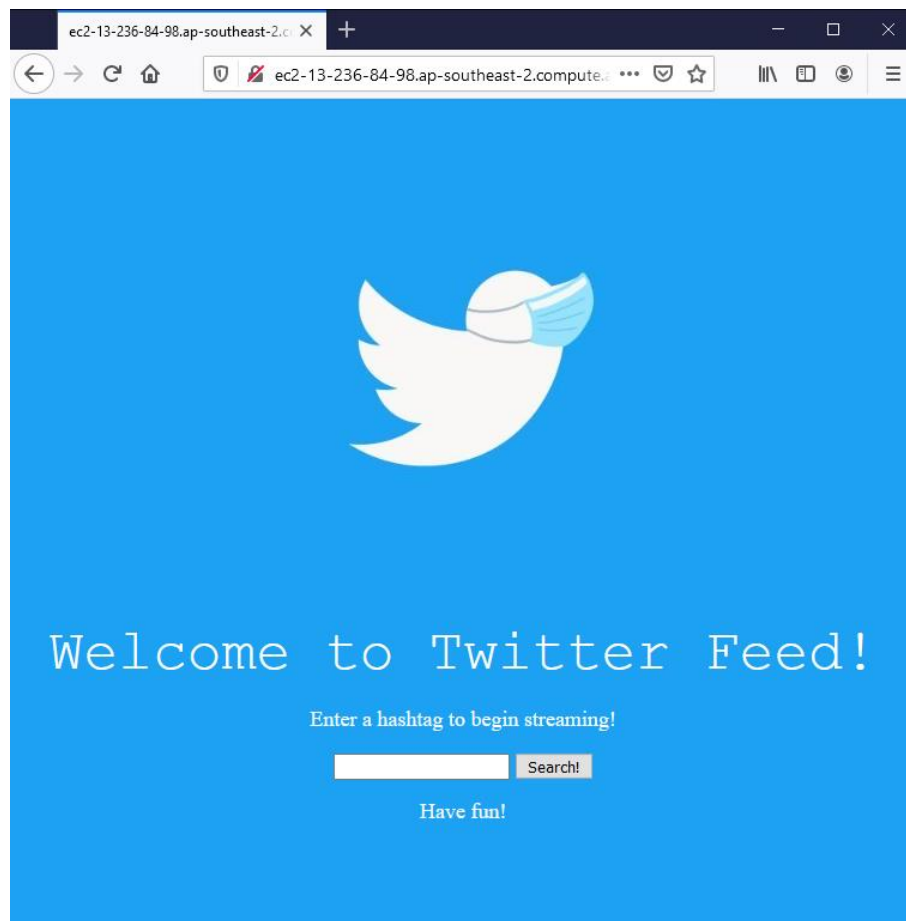 ec2-13-236-84-98.ap-southeast-2.c
ec2-13-236-84-98.ap-southeast-2.compute.
Welcome to Twitter Feed!
Enter a hashtag to begin streaming!
Search!
Have fun!